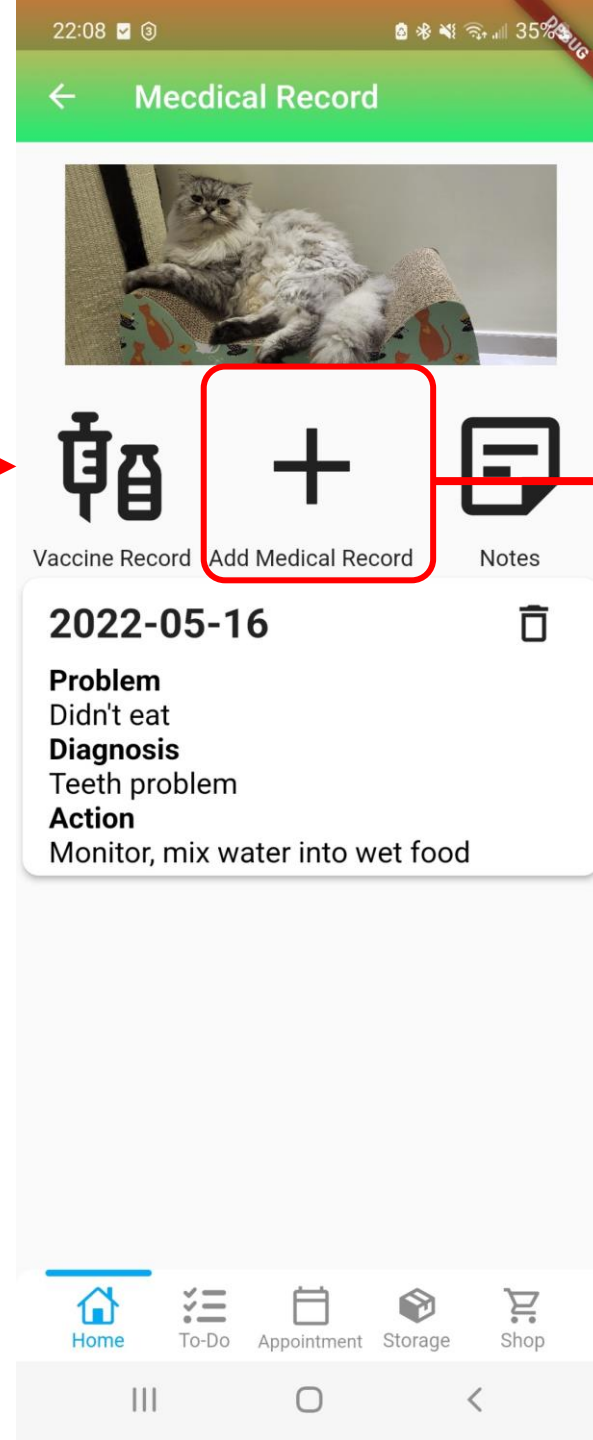 22:08
35%
DEBUG
Mecdical Record
Vaccine Record Add Medical Record Notes
2022-05-16
Problem
Didn't eat
Diagnosis
Teeth problem
Action
Monitor, mix water into wet food
Home To-Do Appointment Storage Shop